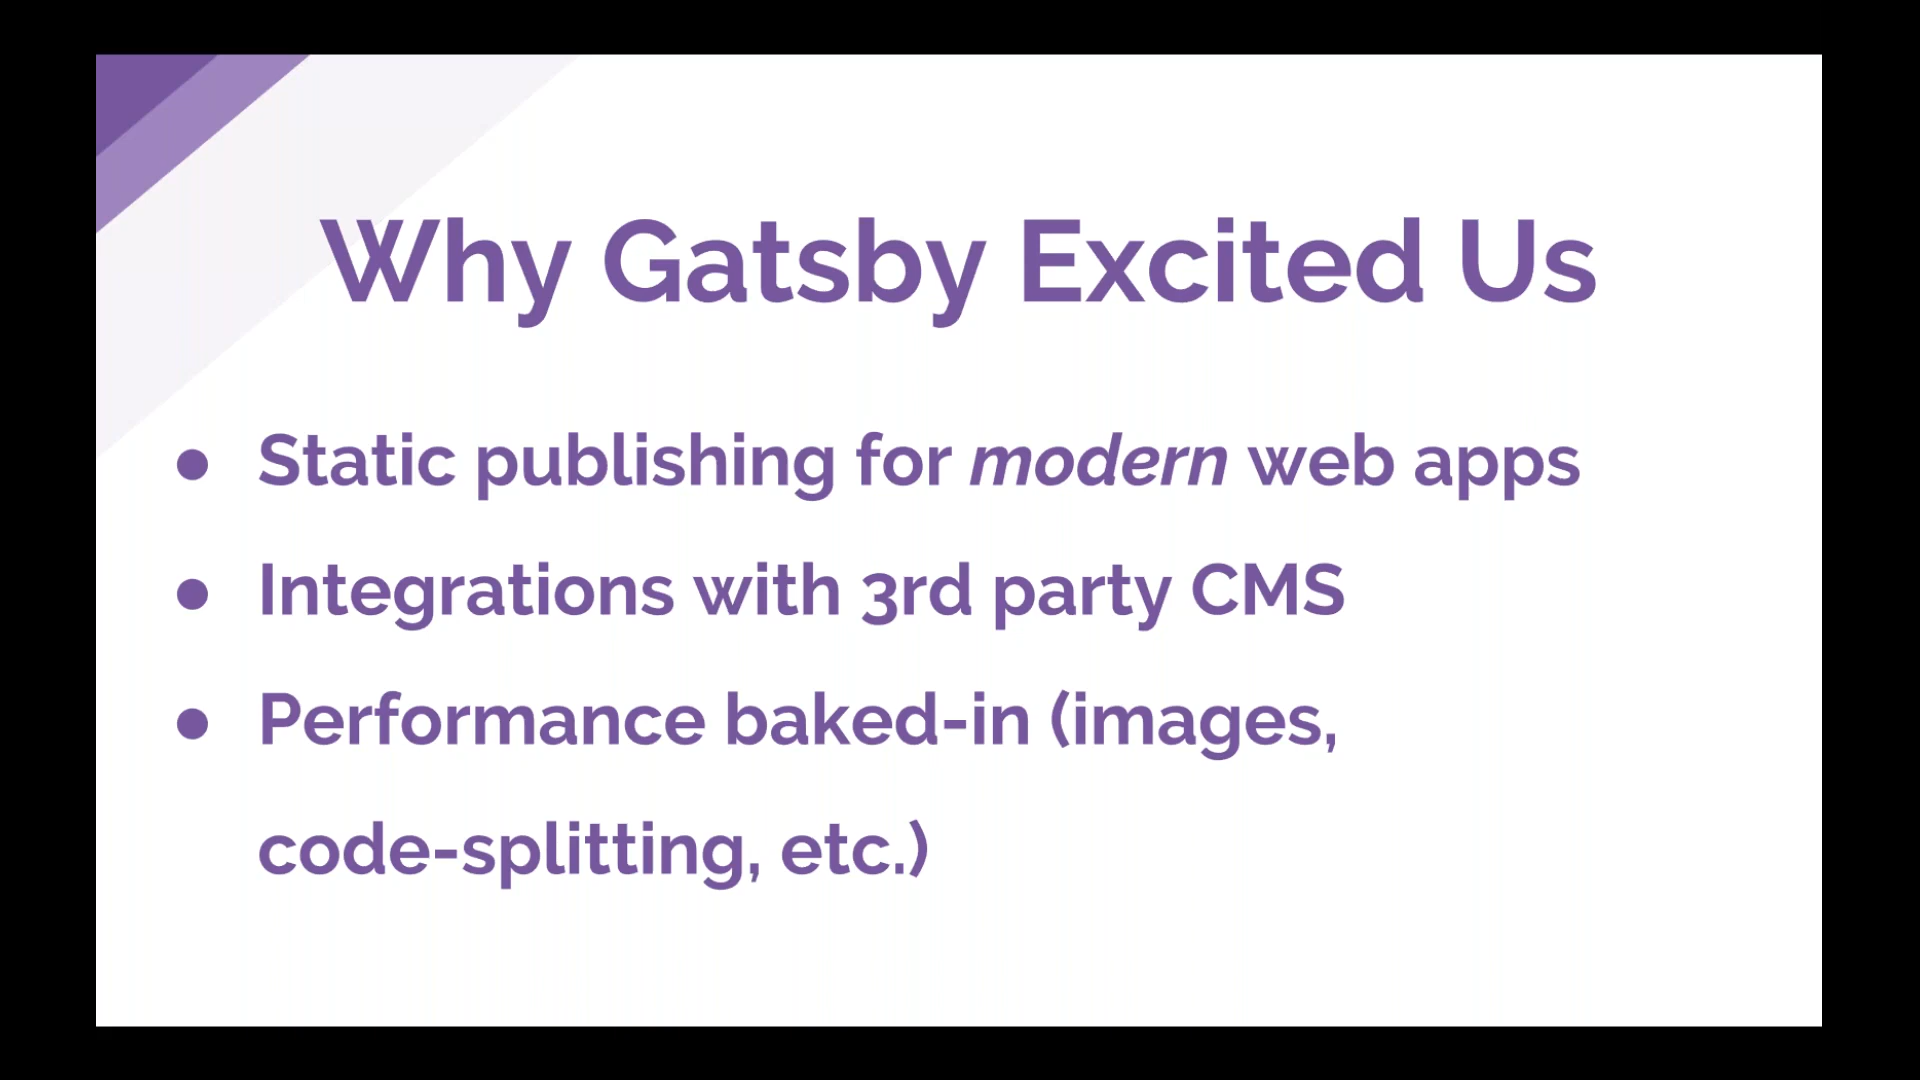 Why Gatsby Excited Us
● Static publishing for modern web apps
● Integrations with 3rd party CMS
● Performance baked-in (images,
code-splitting, etc.)